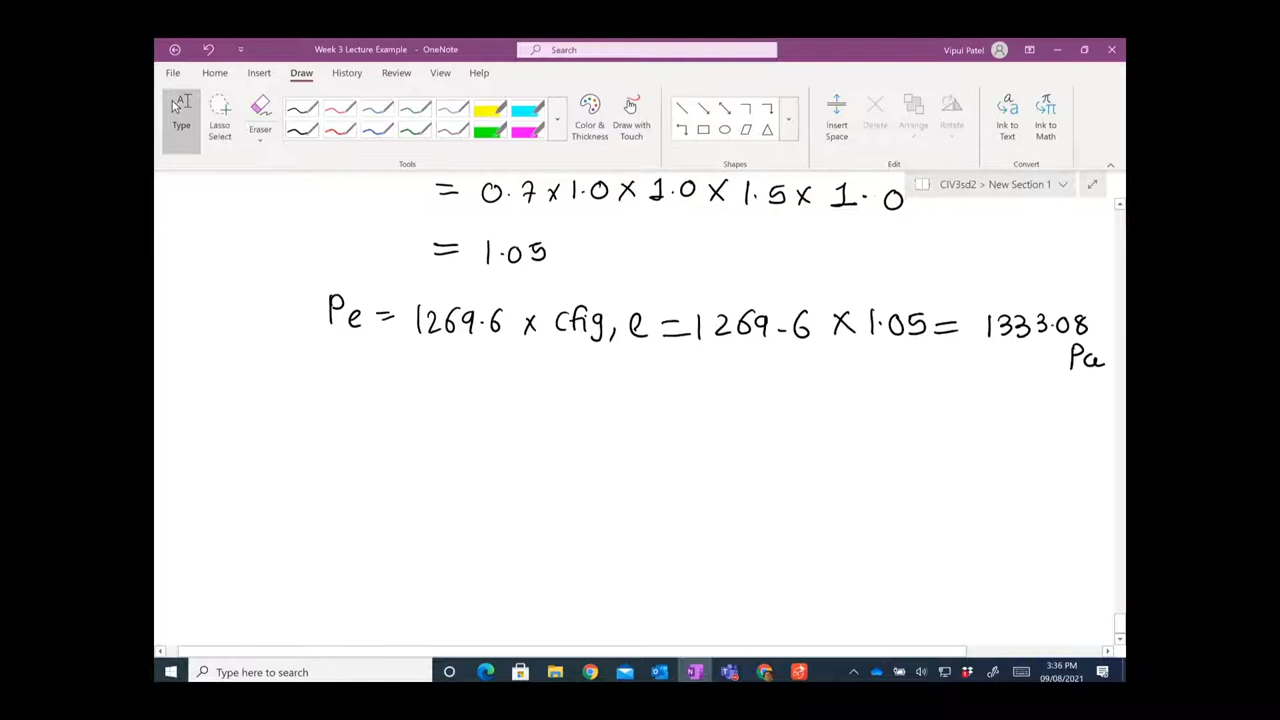 Week 3 Lecture Example - OneNote
Search
Vipul Patel
File Home Insert Draw History Review View Help
Type
Lasso Select
Eraser
Color & Thickness
Draw with Touch
Insert Space
Delete
Arrange
Rotate
Ink to Text
Ink to Math
Tools
Shapes
Edit
Convert
CIV3sd2 > New Section 1
= 0.7 × 1.0 × 1.0 × 1.5 × 1.0
= 1.05
Pe = 1269.6 × Cfig, e = 1269.6 × 1.05 = 1333.08
Pa
Type here to search
3:36 PM
09/08/2021